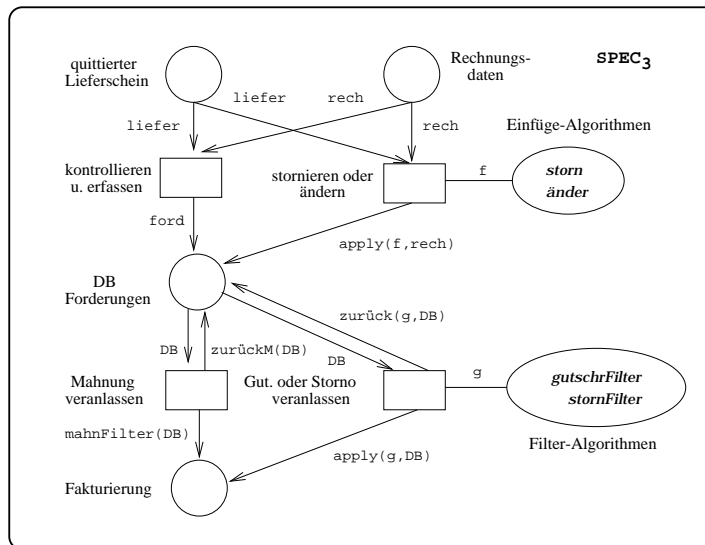 quittierter
Lieferschein
Rechnungs-
daten
SPEC3
liefer
rech
liefer
rech
Einfüge-Algorithmen
kontrollieren
u. erfassen
stornieren oder
ändern
f
storn
änder
ford
apply(f,rech)
DB
Forderungen
zurück(g,DB)
DB
zurückM(DB)
DB
Mahnung
veranlassen
Gut. oder Storno
veranlassen
g
gutschrFilter
stornFilter
mahnFilter(DB)
Filter-Algorithmen
apply(g,DB)
Fakturierung